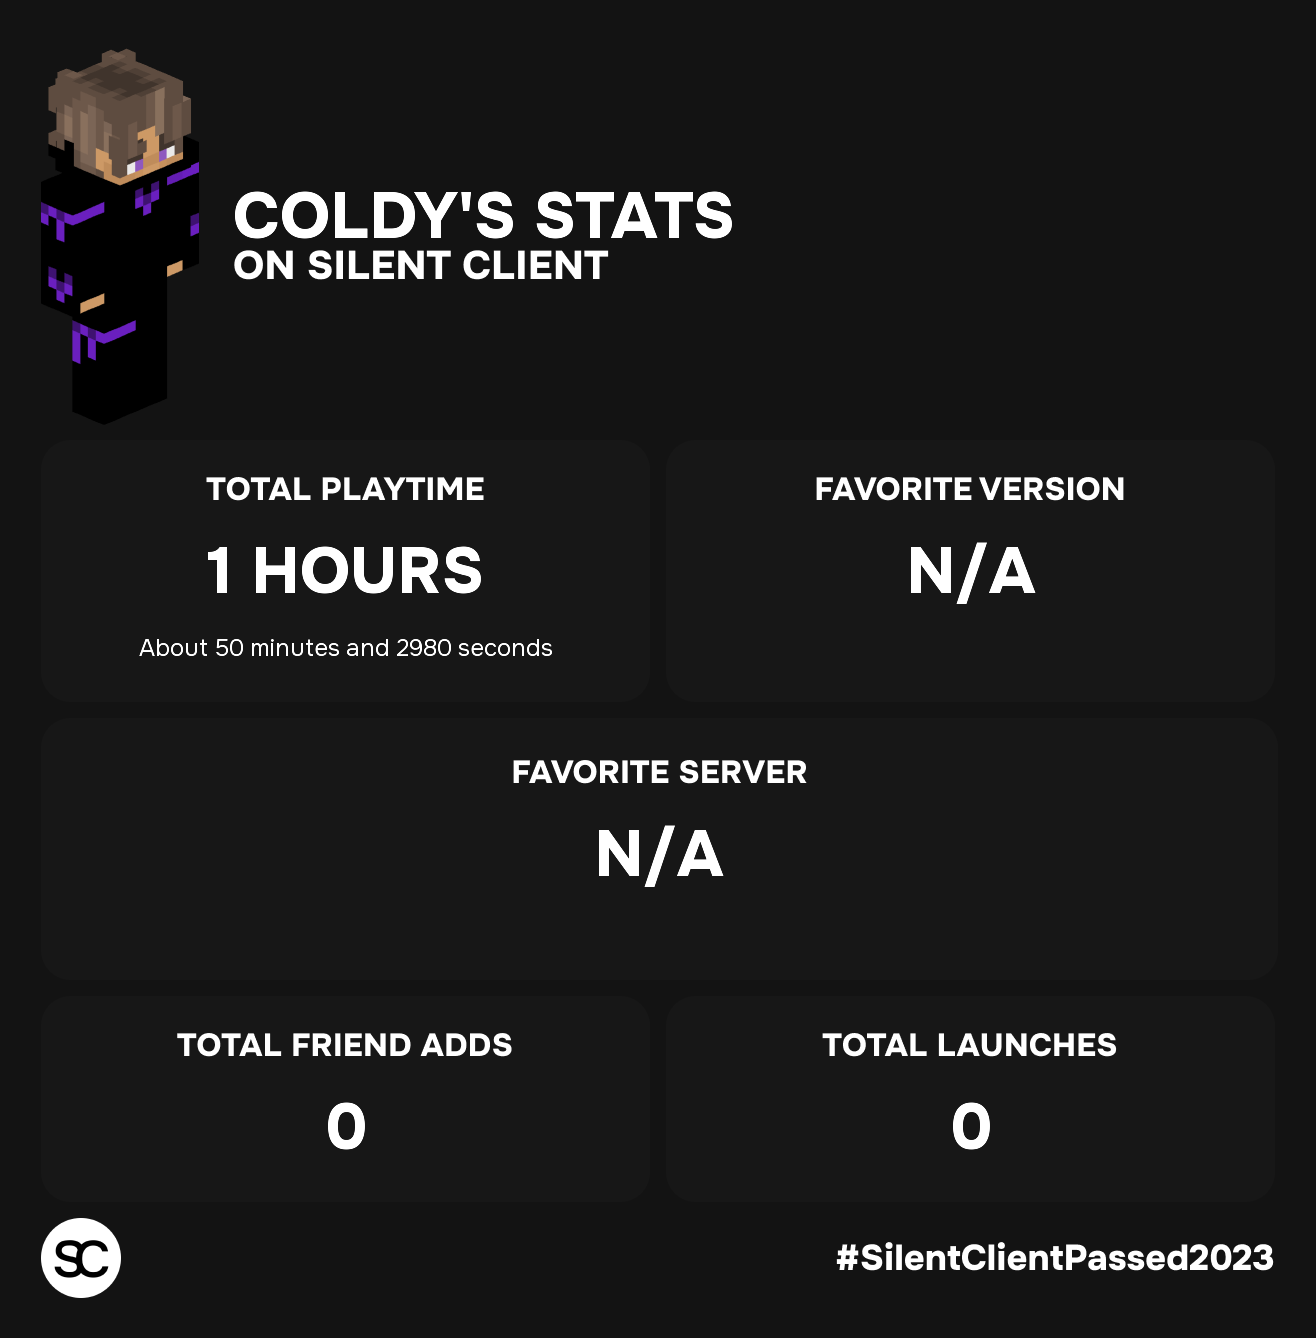 COLDY'S STATS
ON SILENT CLIENT
TOTAL PLAYTIME
1 HOURS
About 50 minutes and 2980 seconds
FAVORITE VERSION
N/A
FAVORITE SERVER
N/A
TOTAL FRIEND ADDS
0
TOTAL LAUNCHES
0
SC
#SilentClientPassed2023